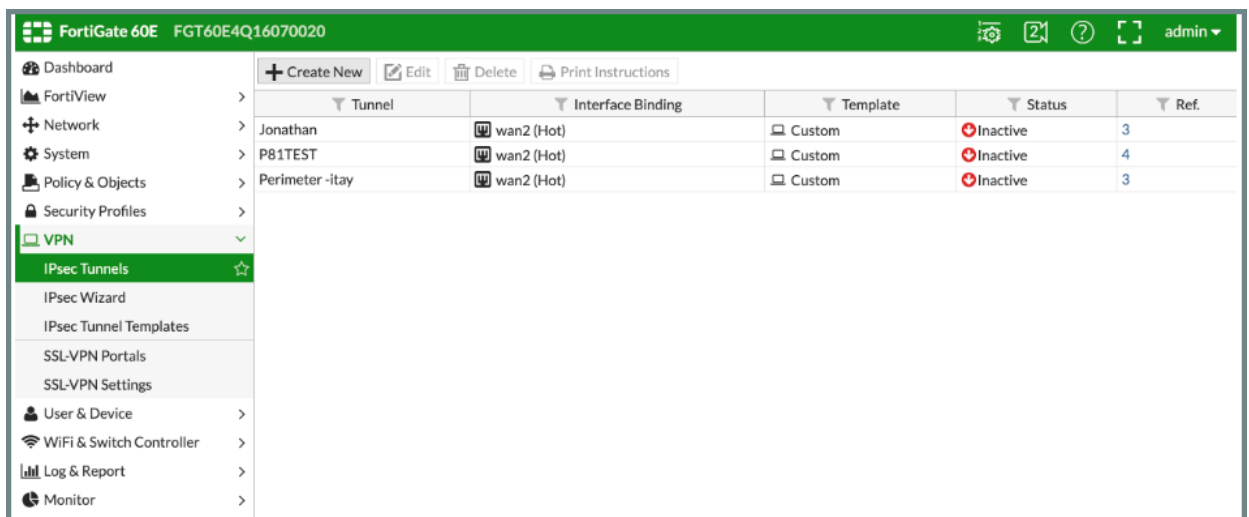 FortiGate 60E FGT60E4Q16070020 2 ? admin
Dashboard
FortiView
Network
System
Policy & Objects
Security Profiles
VPN
IPsec Tunnels
IPsec Wizard
IPsec Tunnel Templates
SSL-VPN Portals
SSL-VPN Settings
User & Device
WiFi & Switch Controller
Log & Report
Monitor
+ Create New Edit Delete Print Instructions
Tunnel Interface Binding Template Status Ref.
Jonathan wan2 (Hot) Custom Inactive 3
P81TEST wan2 (Hot) Custom Inactive 4
Perimeter -itay wan2 (Hot) Custom Inactive 3